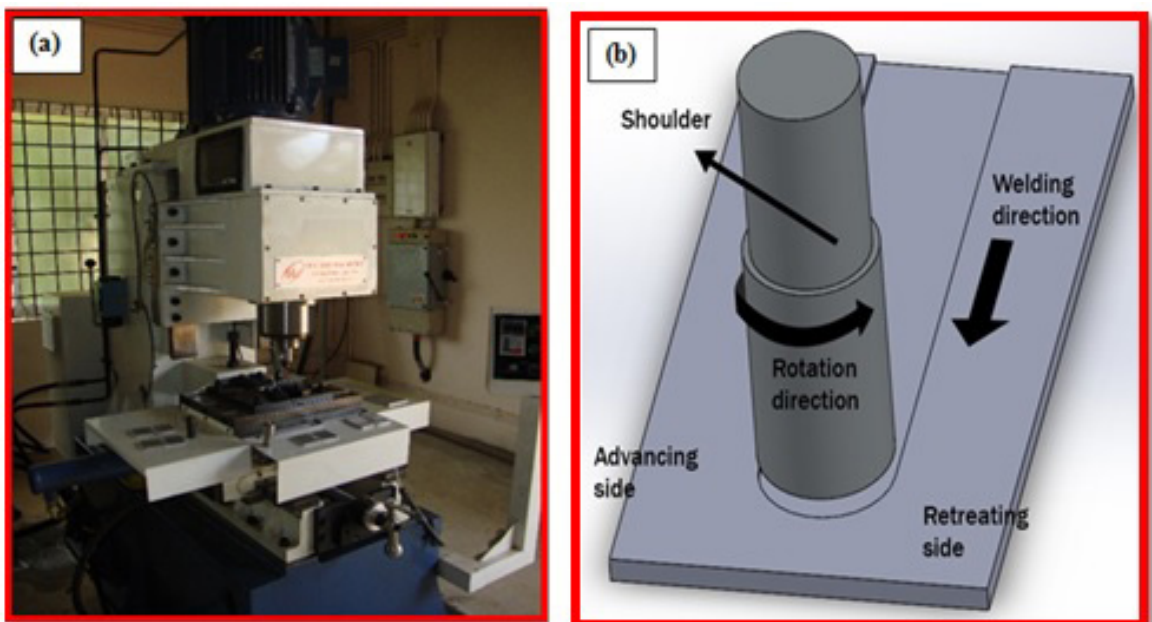 (a)
(b)
Shoulder
Welding
direction
Rotation
direction
Advancing
side
Retreating
side